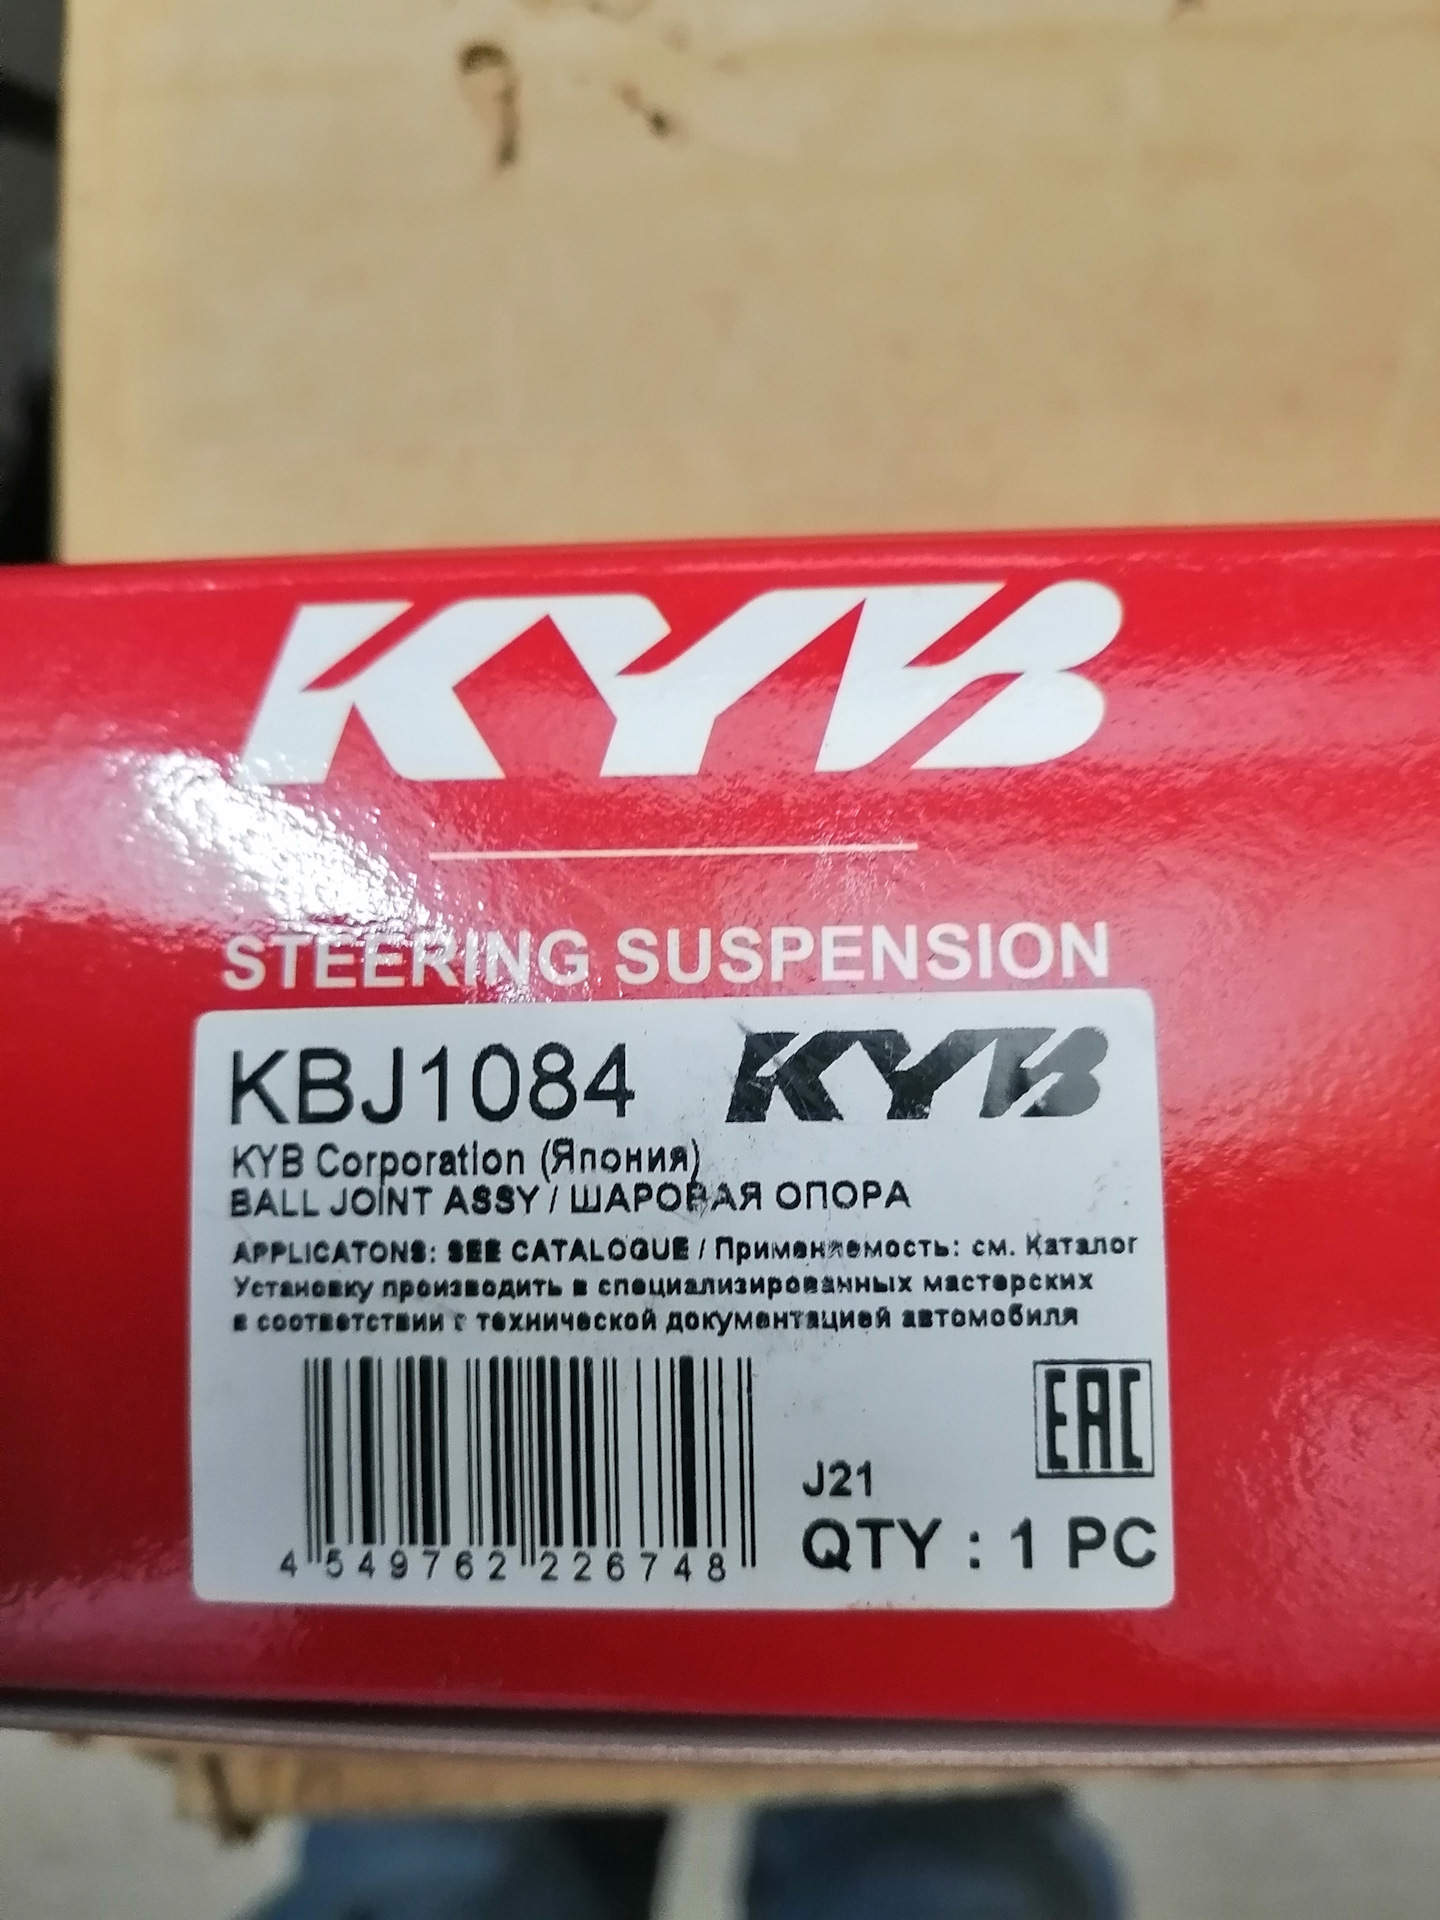 KYB
STEERING SUSPENSION
KBJ1084 KYB
KYB Corporation (Япония)
BALL JOINT ASSY / ШАРОВАЯ ОПОРА
APPLICATONS: SEE CATALOGUE / Применяемость: см. Каталог
Установку производить в специализированных мастерских
в соответствии с технической документацией автомобиля
EAC
J21
QTY : 1 PC
4 549762 226748